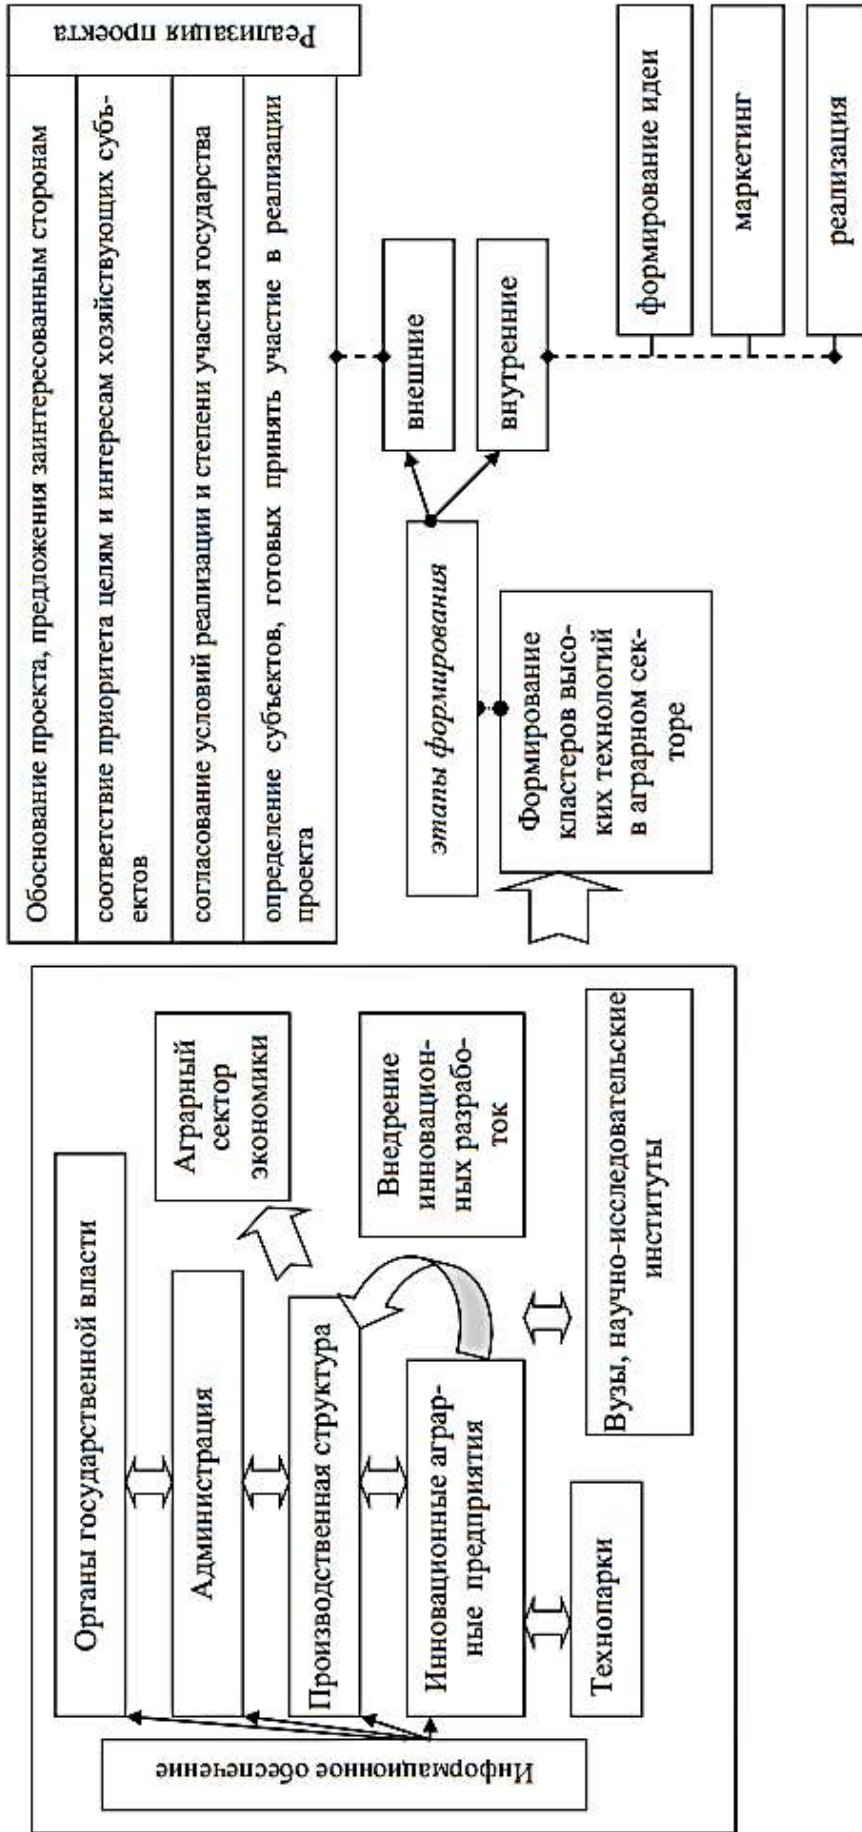 Информационное обеспечение
Органы государственной власти
Администрация
Производственная структура
Инновационные аграр-
ные предприятия
Технопарки
Вузы, научно-исследовательские
институты
Аграрный
сектор
экономики
Внедрение
инновацион-
ных разрабо-
ток
Обоснование проекта, предложения заинтересованным сторонам
соответствие приоритета целям и интересам хозяйствующих субъ-
ектов
согласование условий реализации и степени участия государства
определение субъектов, готовых принять участие в реализации
проекта
Реализация проекта
этапы формирования
внешние
внутренние
Формирование
кластеров высо-
ких технологий
в аграрном сек-
торе
формирование идеи
маркетинг
реализация